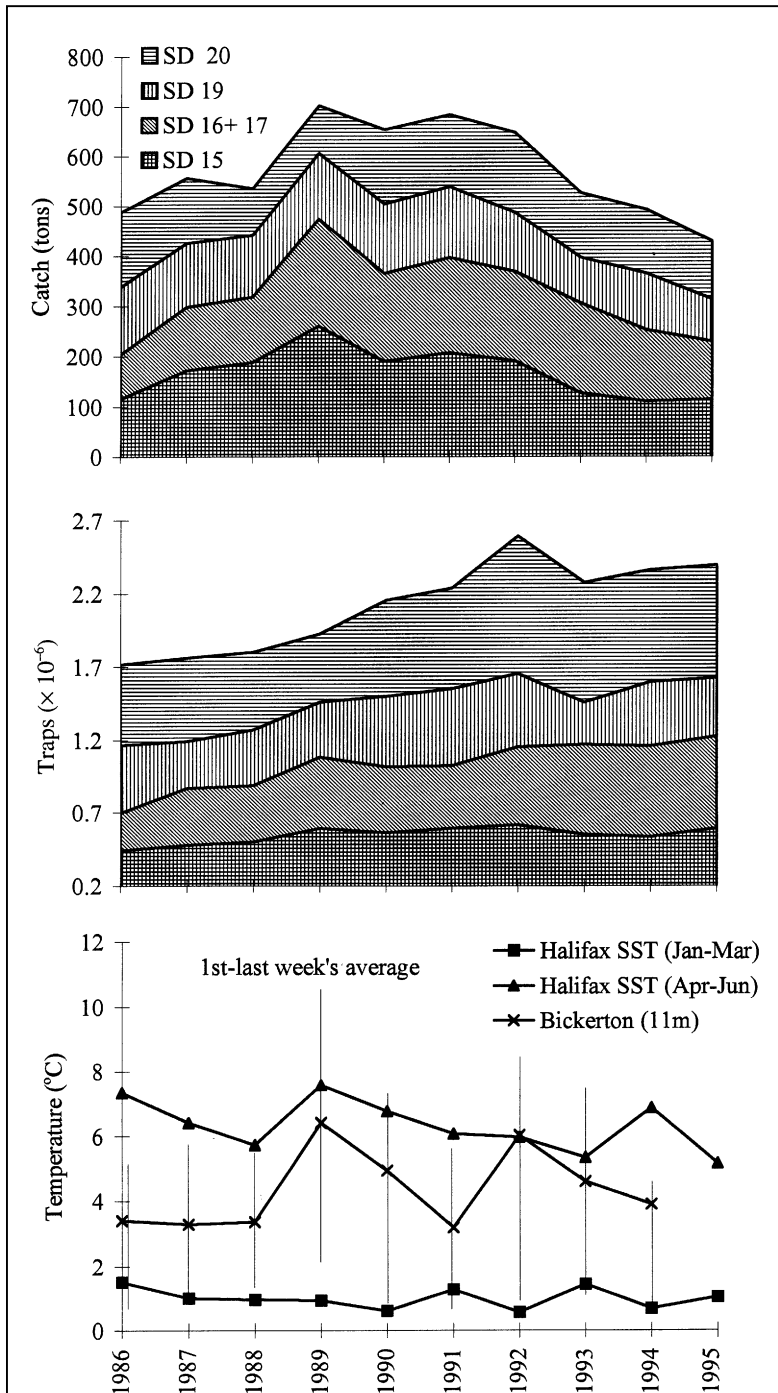 800
700
600
500
400
300
200
100
0
Catch (tons)
SD 20
SD 19
SD 16+ 17
SD 15
2.7
2.2
1.7
1.2
0.7
0.2
Traps (× 10⁻⁶)
12
10
8
6
4
2
0
Temperature (°C)
1st-last week's average
Halifax SST (Jan-Mar)
Halifax SST (Apr-Jun)
Bickerton (11m)
1986
1987
1988
1989
1990
1991
1992
1993
1994
1995